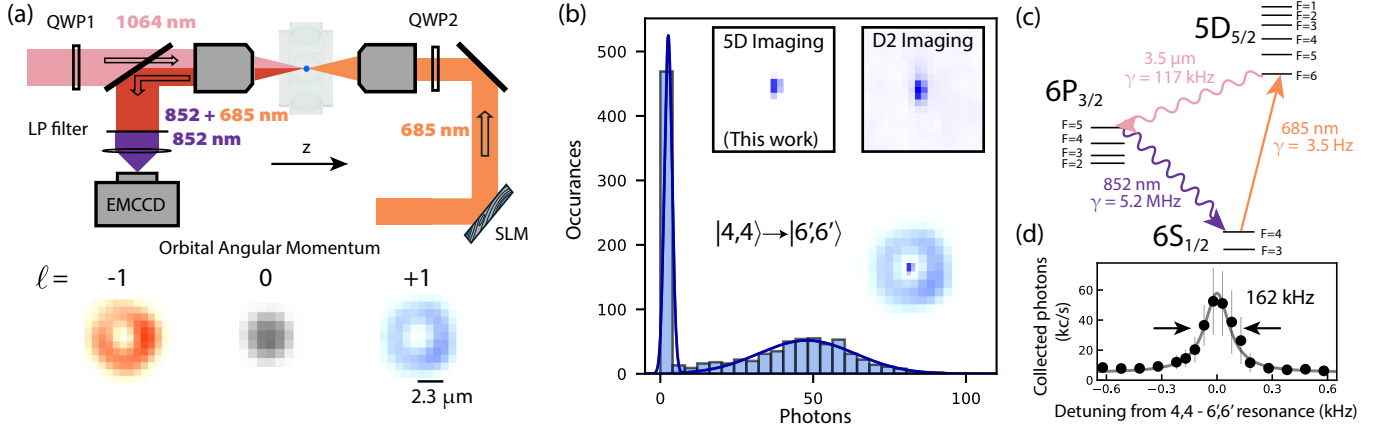 (a)
QWP1
1064 nm
QWP2
LP filter
852 + 685 nm
852 nm
685 nm
z
EMCCD
SLM
Orbital Angular Momentum
ℓ = -1 0 +1
2.3 μm
(b)
Occurances
500
400
300
200
100
0
5D Imaging
(This work)
D2 Imaging
|4,4⟩→|6',6'⟩
0 50 100
Photons
(c)
5D5/2
F=1
F=2
F=3
F=4
F=5
F=6
3.5 μm
γ = 117 kHz
6P3/2
F=5
F=4
F=3
F=2
685 nm
γ = 3.5 Hz
852 nm
γ = 5.2 MHz
6S1/2
F=4
F=3
(d)
Collected photons
(kc/s)
60
40
20
0
162 kHz
−0.6 −0.3 0.0 0.3 0.6
Detuning from 4,4 - 6',6' resonance (kHz)